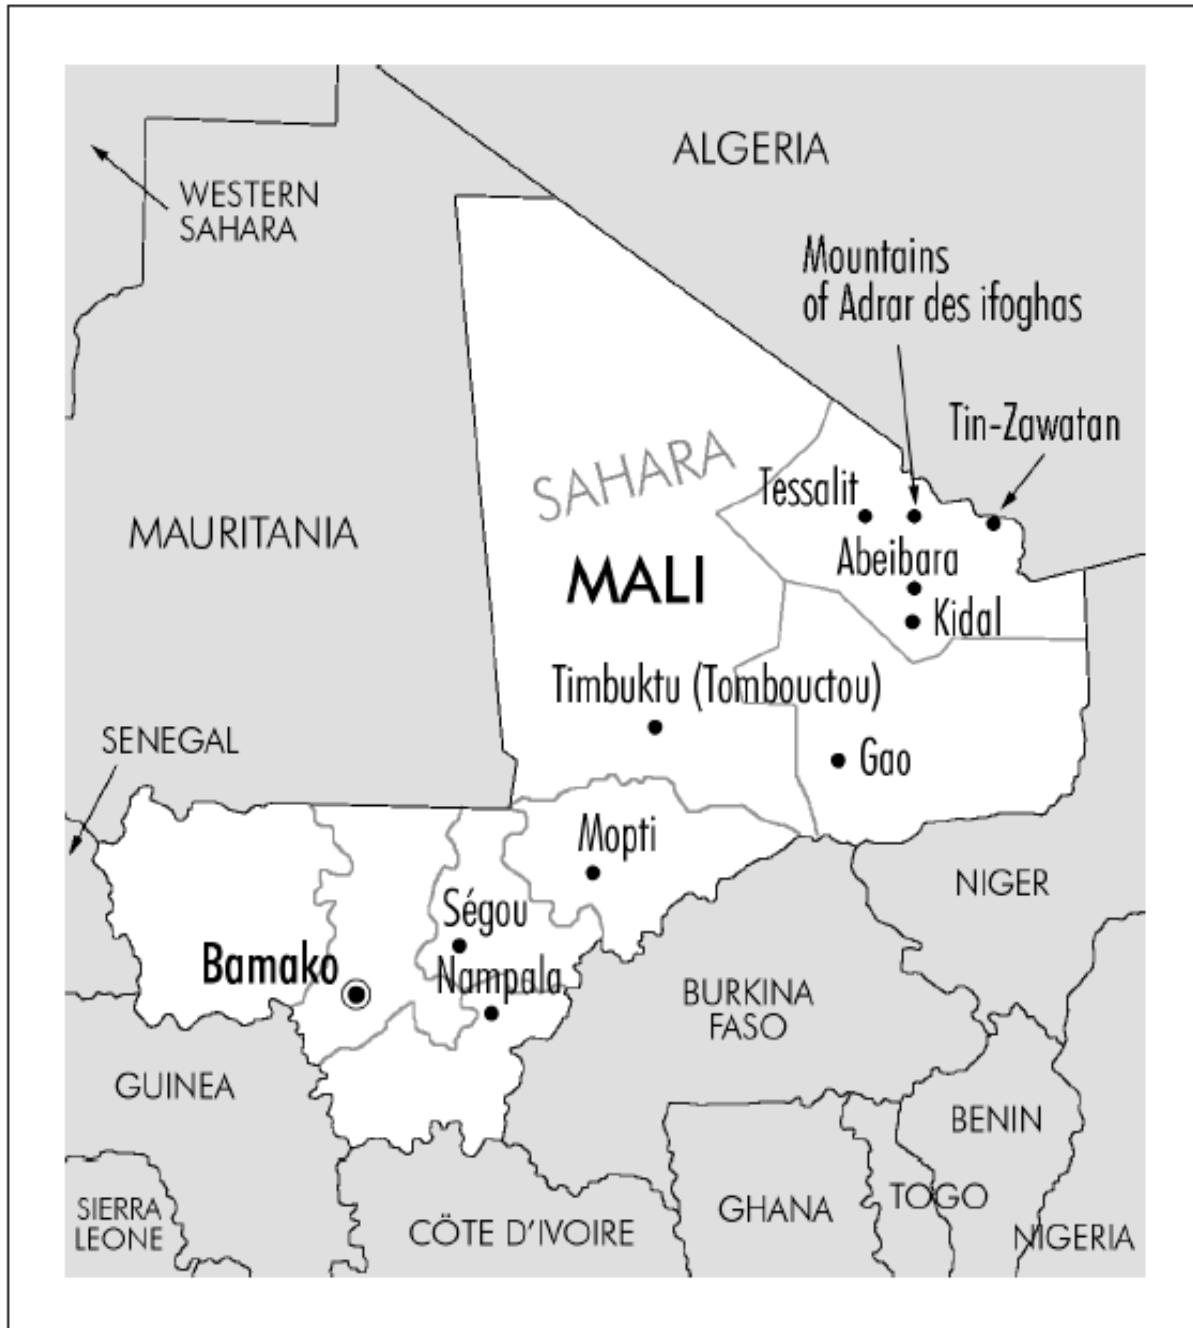 ALGERIA
WESTERN
SAHARA
Mountains
of Adrar des ifoghas
Tin-Zawatan
SAHARA
Tessalit
MAURITANIA
Abeibara
MALI
Kidal
Timbuktu (Tombouctou)
SENEGAL
Gao
Mopti
NIGER
Ségou
Bamako
Nampala
BURKINA
FASO
GUINEA
BENIN
SIERRA
LEONE
GHANA
TOGO
CÖTE D'IVOIRE
NIGERIA